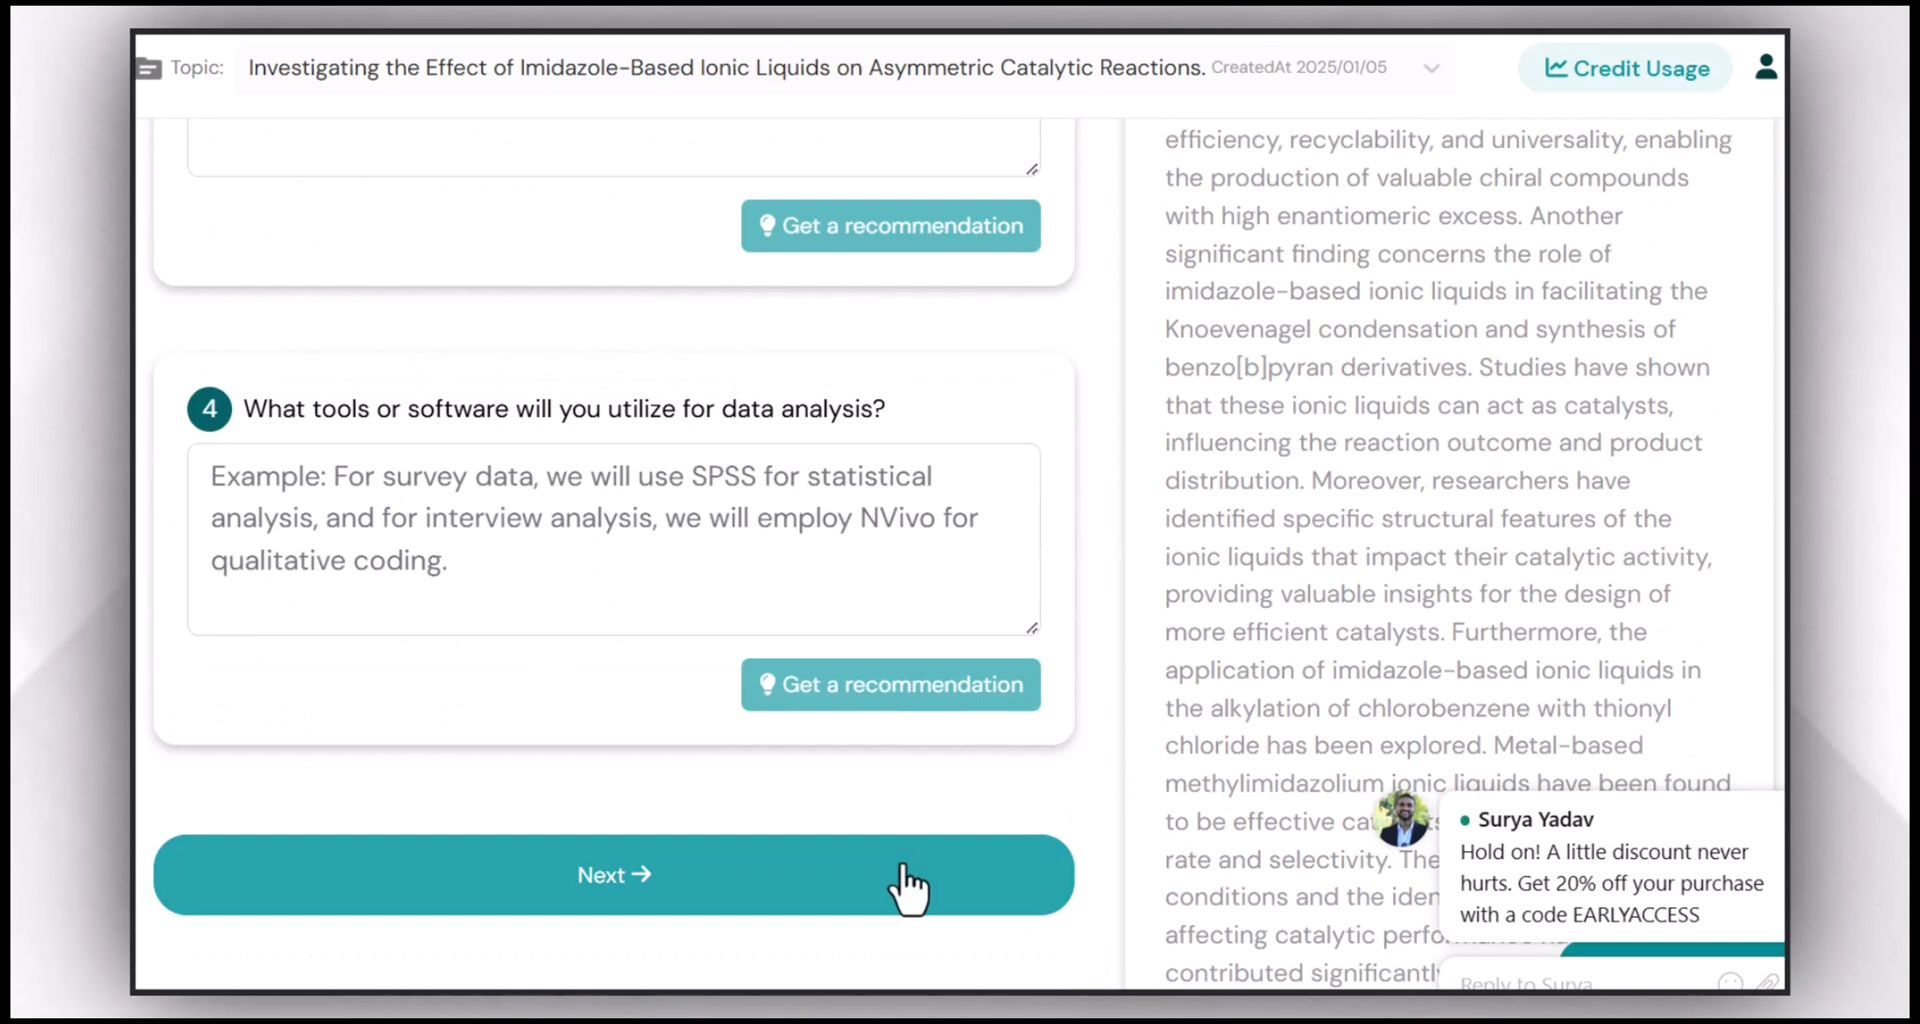 Topic: Investigating the Effect of Imidazole-Based Ionic Liquids on Asymmetric Catalytic Reactions. CreatedAt 2025/01/05
Credit Usage
Get a recommendation
4 What tools or software will you utilize for data analysis?
Example: For survey data, we will use SPSS for statistical
analysis, and for interview analysis, we will employ NVivo for
qualitative coding.
Get a recommendation
Next →
efficiency, recyclability, and universality, enabling
the production of valuable chiral compounds
with high enantiomeric excess. Another
significant finding concerns the role of
imidazole-based ionic liquids in facilitating the
Knoevenagel condensation and synthesis of
benzo[b]pyran derivatives. Studies have shown
that these ionic liquids can act as catalysts,
influencing the reaction outcome and product
distribution. Moreover, researchers have
identified specific structural features of the
ionic liquids that impact their catalytic activity,
providing valuable insights for the design of
more efficient catalysts. Furthermore, the
application of imidazole-based ionic liquids in
the alkylation of chlorobenzene with thionyl
chloride has been explored. Metal-based
methylimidazolium ionic liquids have been found
to be effective
rate and selectivity.
conditions and the
affecting catalytic
contributed
Surya Yadav
Hold on! A little discount never
hurts. Get 20% off your purchase
with a code EARLYACCESS
Reply to Surya